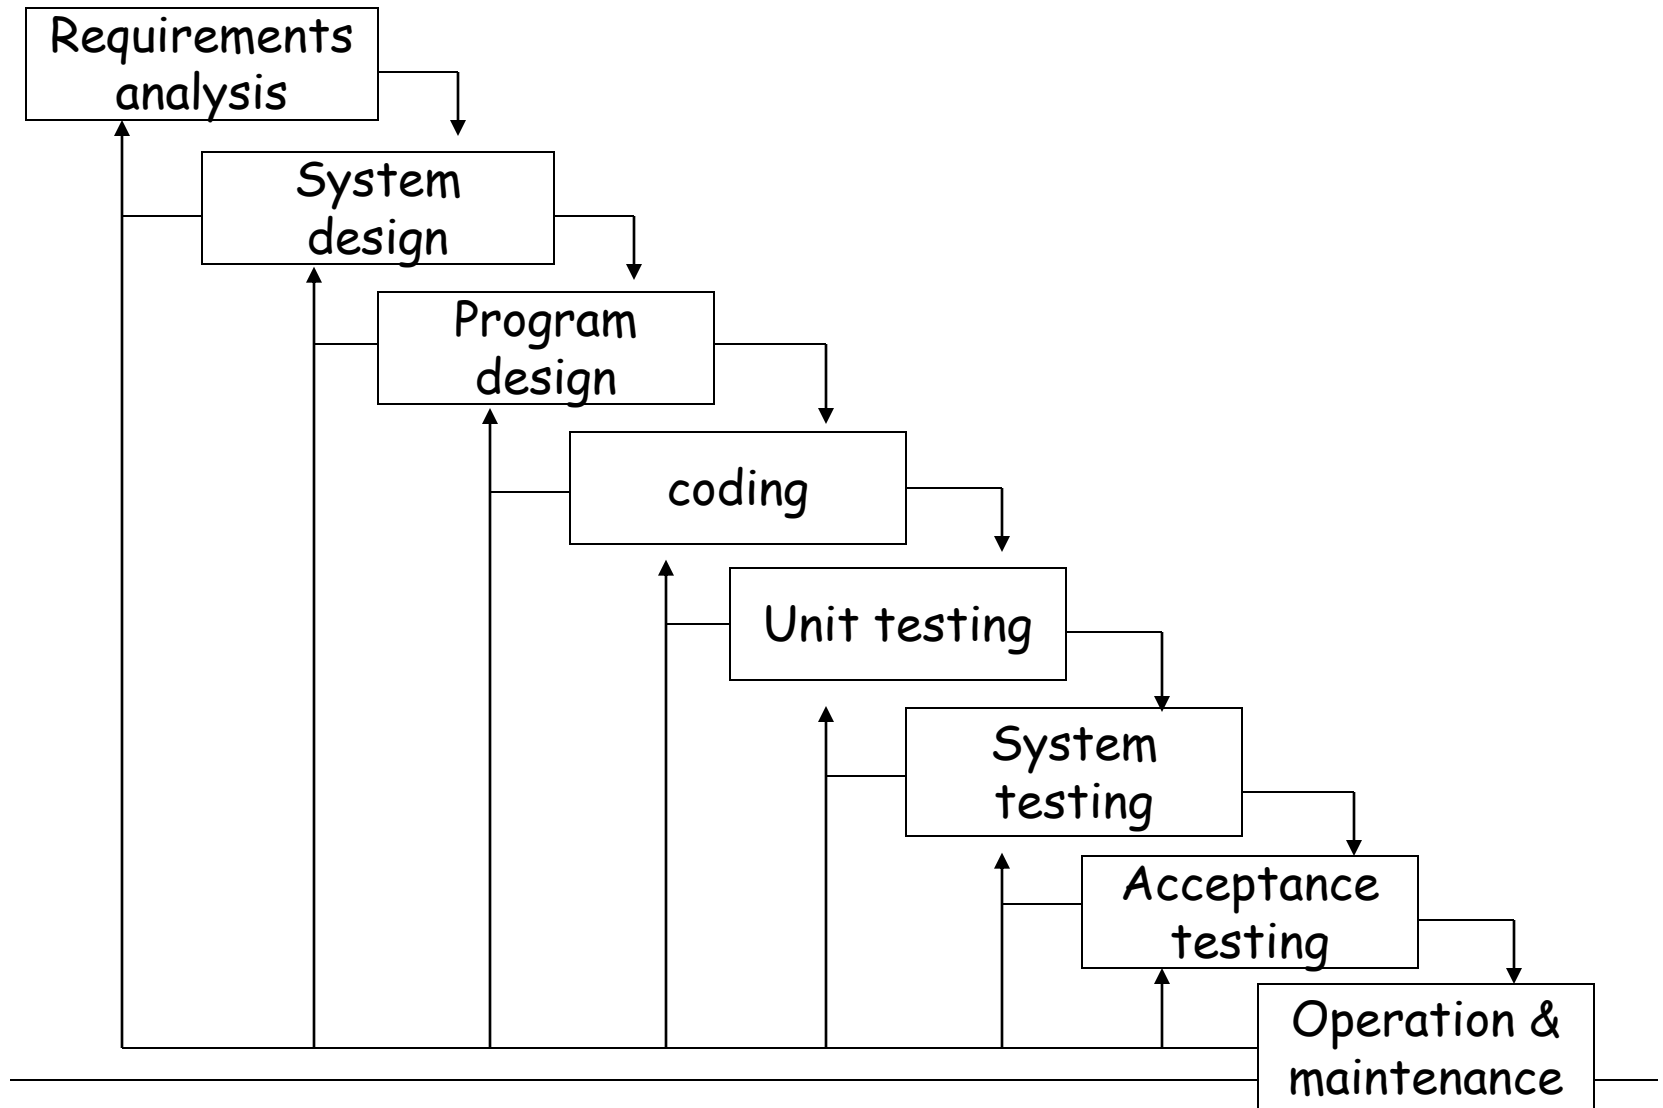 Requirements
analysis
System
design
Program
design
coding
Unit testing
System
testing
Acceptance
testing
Operation &
maintenance